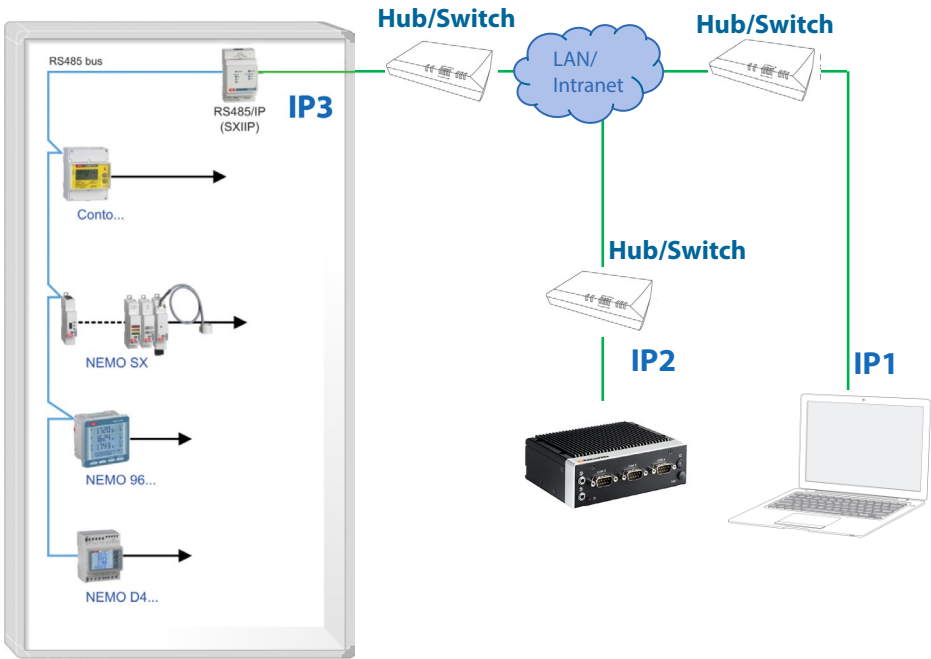 Hub/Switch
Hub/Switch
RS485 bus
LAN/
Intranet
IP3
RS485/IP
(SXIIP)
Conto...
Hub/Switch
NEMO SX
IP2
IP1
NEMO 96...
NEMO D4...